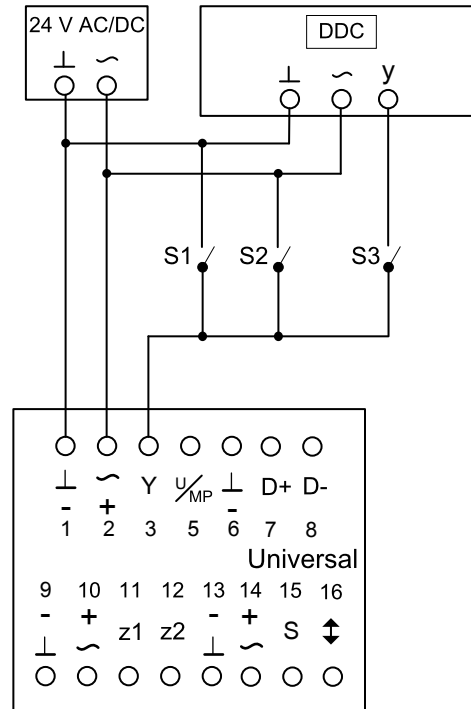 24 V AC/DC
DDC
⊥ ~
⊥ ~ y
S1 S2 S3
⊥ ~ Y U/MP ⊥ D+ D-
- + -
1 2 3 5 6 7 8
Universal
9 10 11 12 13 14 15 16
- + z1 z2 - + S ↕
⊥ ~ ⊥ ~